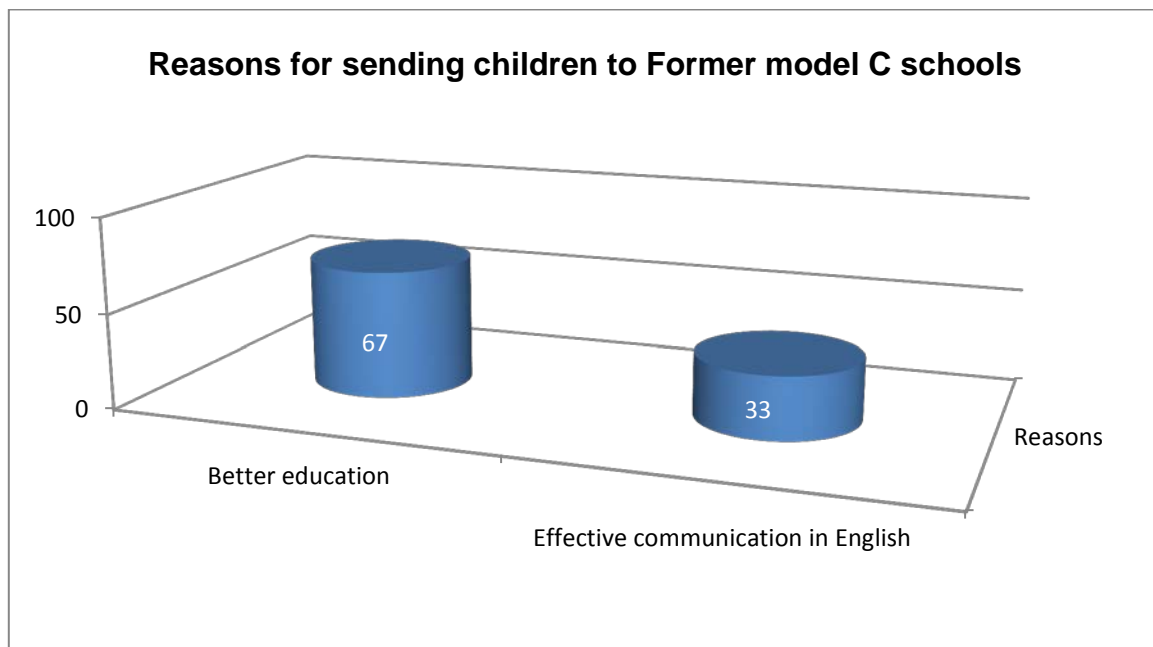 Reasons for sending children to Former model C schools
100
50
0
67
33
Better education
Effective communication in English
Reasons